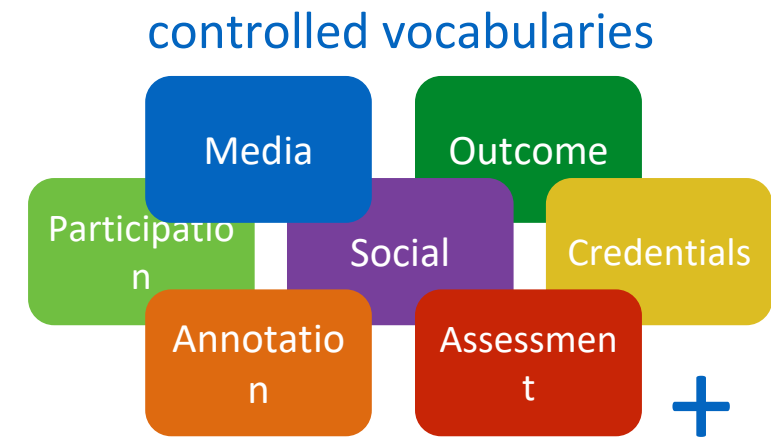 controlled vocabularies
Media
Outcome
Participatio
n
Social
Credentials
Annotatio
n
Assessmen
t
+